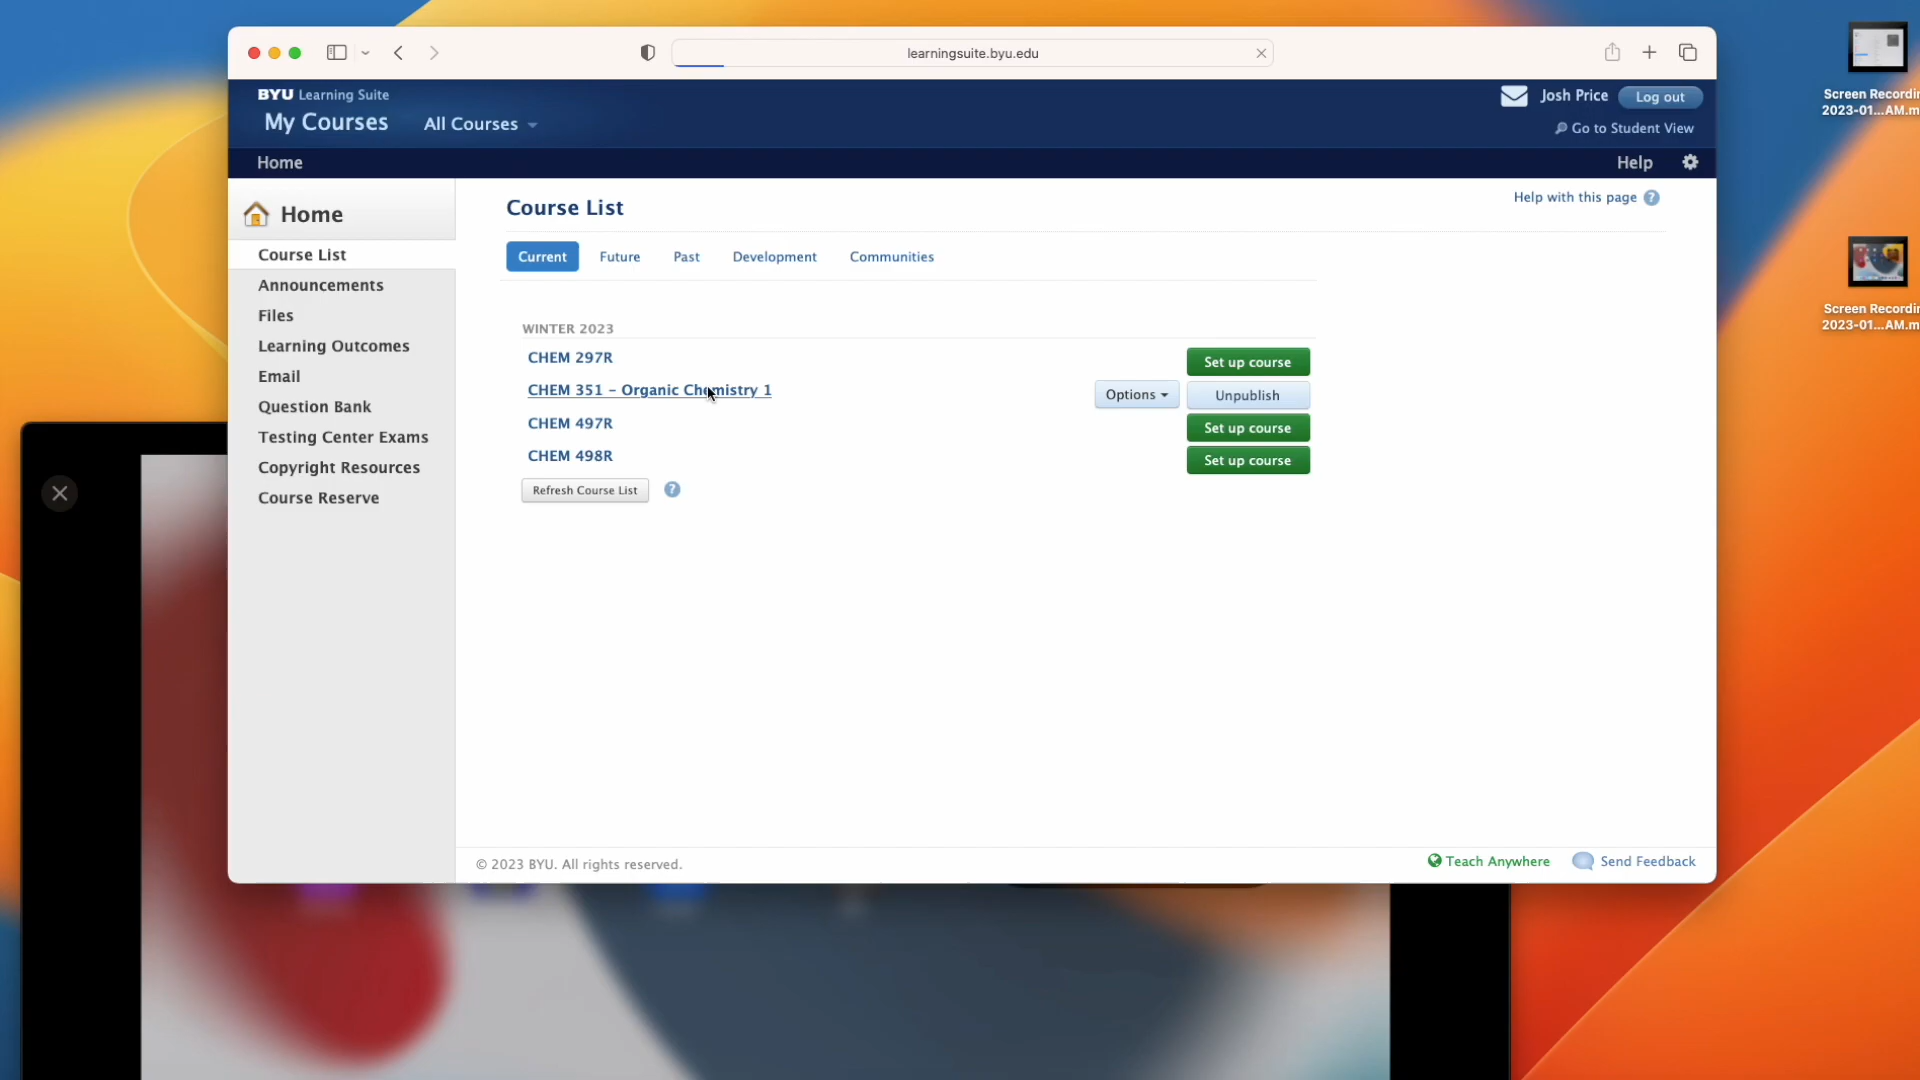 learningsuite.byu.edu
BYU Learning Suite
My Courses
All Courses
Josh Price
Log out
Go to Student View
Home
Help
Home
Course List
Announcements
Files
Learning Outcomes
Email
Question Bank
Testing Center Exams
Copyright Resources
Course Reserve
Course List
Help with this page ?
Current
Future
Past
Development
Communities
WINTER 2023
CHEM 297R
Set up course
CHEM 351 – Organic Chemistry 1
Options
Unpublish
CHEM 497R
Set up course
CHEM 498R
Set up course
Refresh Course List
?
© 2023 BYU. All rights reserved.
Teach Anywhere
Send Feedback
Screen Recordin
2023-01...AM.m
Screen Recordin
2023-01...AM.m